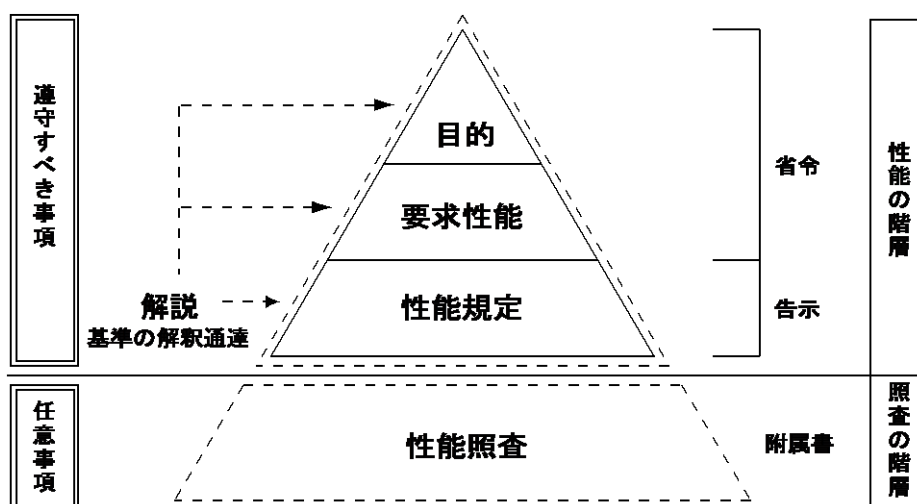 遵守すべき事項
目的
要求性能
性能規定
解説
基準の解釈通達
省令
告示
性能の階層
任意事項
性能照査
附属書
照査の階層